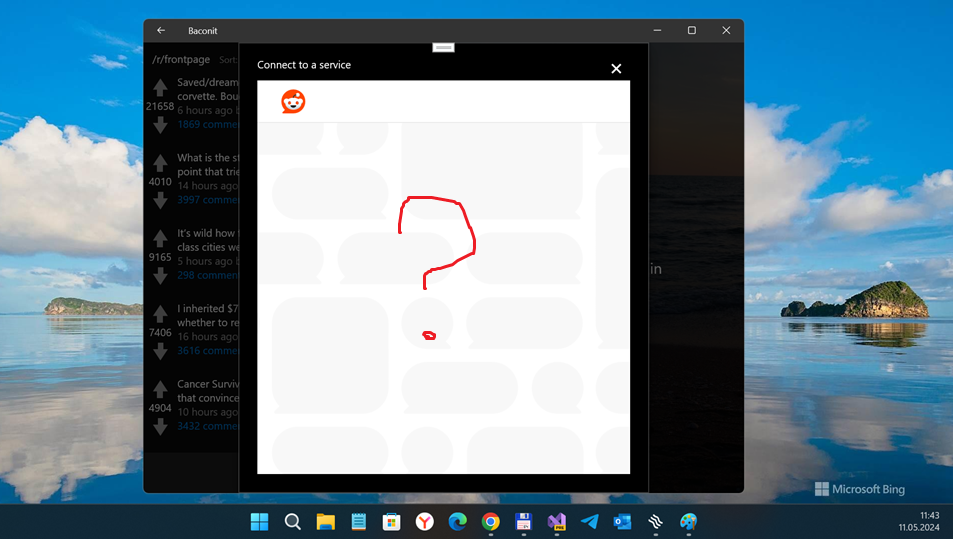 Baconit
/r/frontpage Sort:
Connect to a service
Saved/dream
corvette. Bou
21658
6 hours ago
1869 comme
What is the st
point that trie
4010
14 hours ago
3997 commen
It's wild how
class cities we
9165
5 hours ago
298 commen
I inherited $7
whether to re
7406
16 hours ago
3616 comme
Cancer Surviv
that convince
4904
10 hours ago
3432 comme
in
?
Microsoft Bing
11:43
11.05.2024